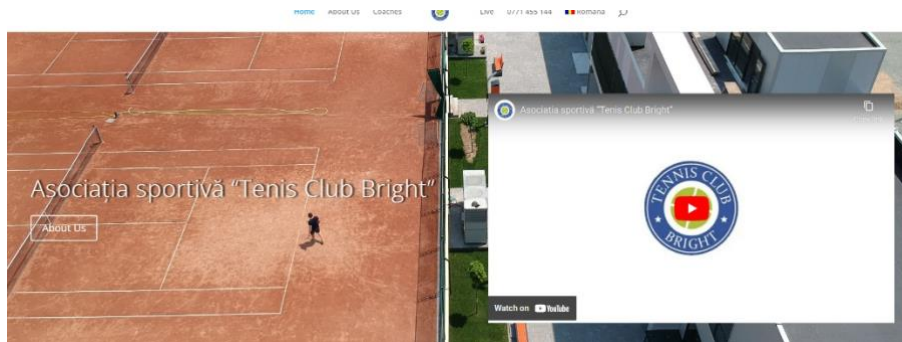 Home About Us Coaches Live 0771 455 144 Romana
Asociația sportivă "Tenis Club Bright"
About Us
Asociația sportivă "Tenis Club Bright"
TENNIS CLUB
BRIGHT
Watch on YouTube